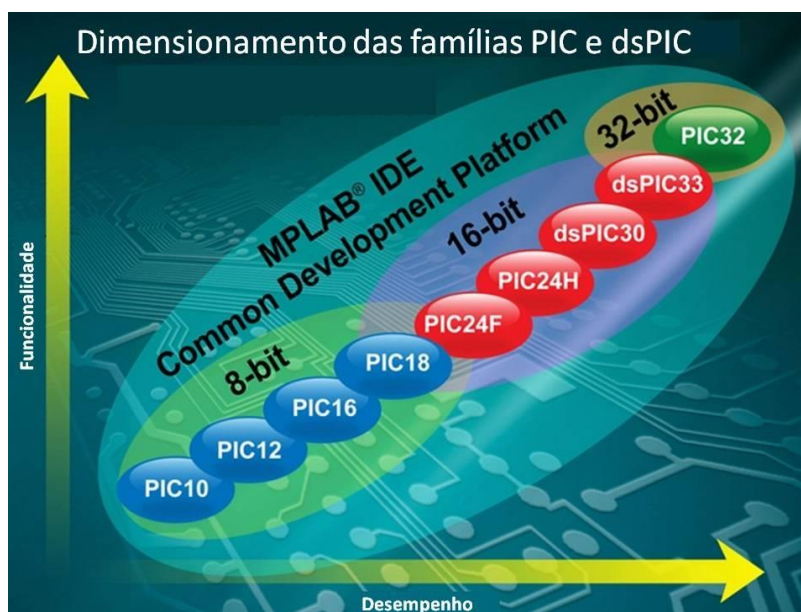 Dimensionamento das famílias PIC e dsPIC
Funcionalidade
MPLAB® IDE
Common Development Platform
32-bit
PIC32
dsPIC33
16-bit
dsPIC30
PIC24H
PIC24F
8-bit
PIC18
PIC16
PIC12
PIC10
Desempenho